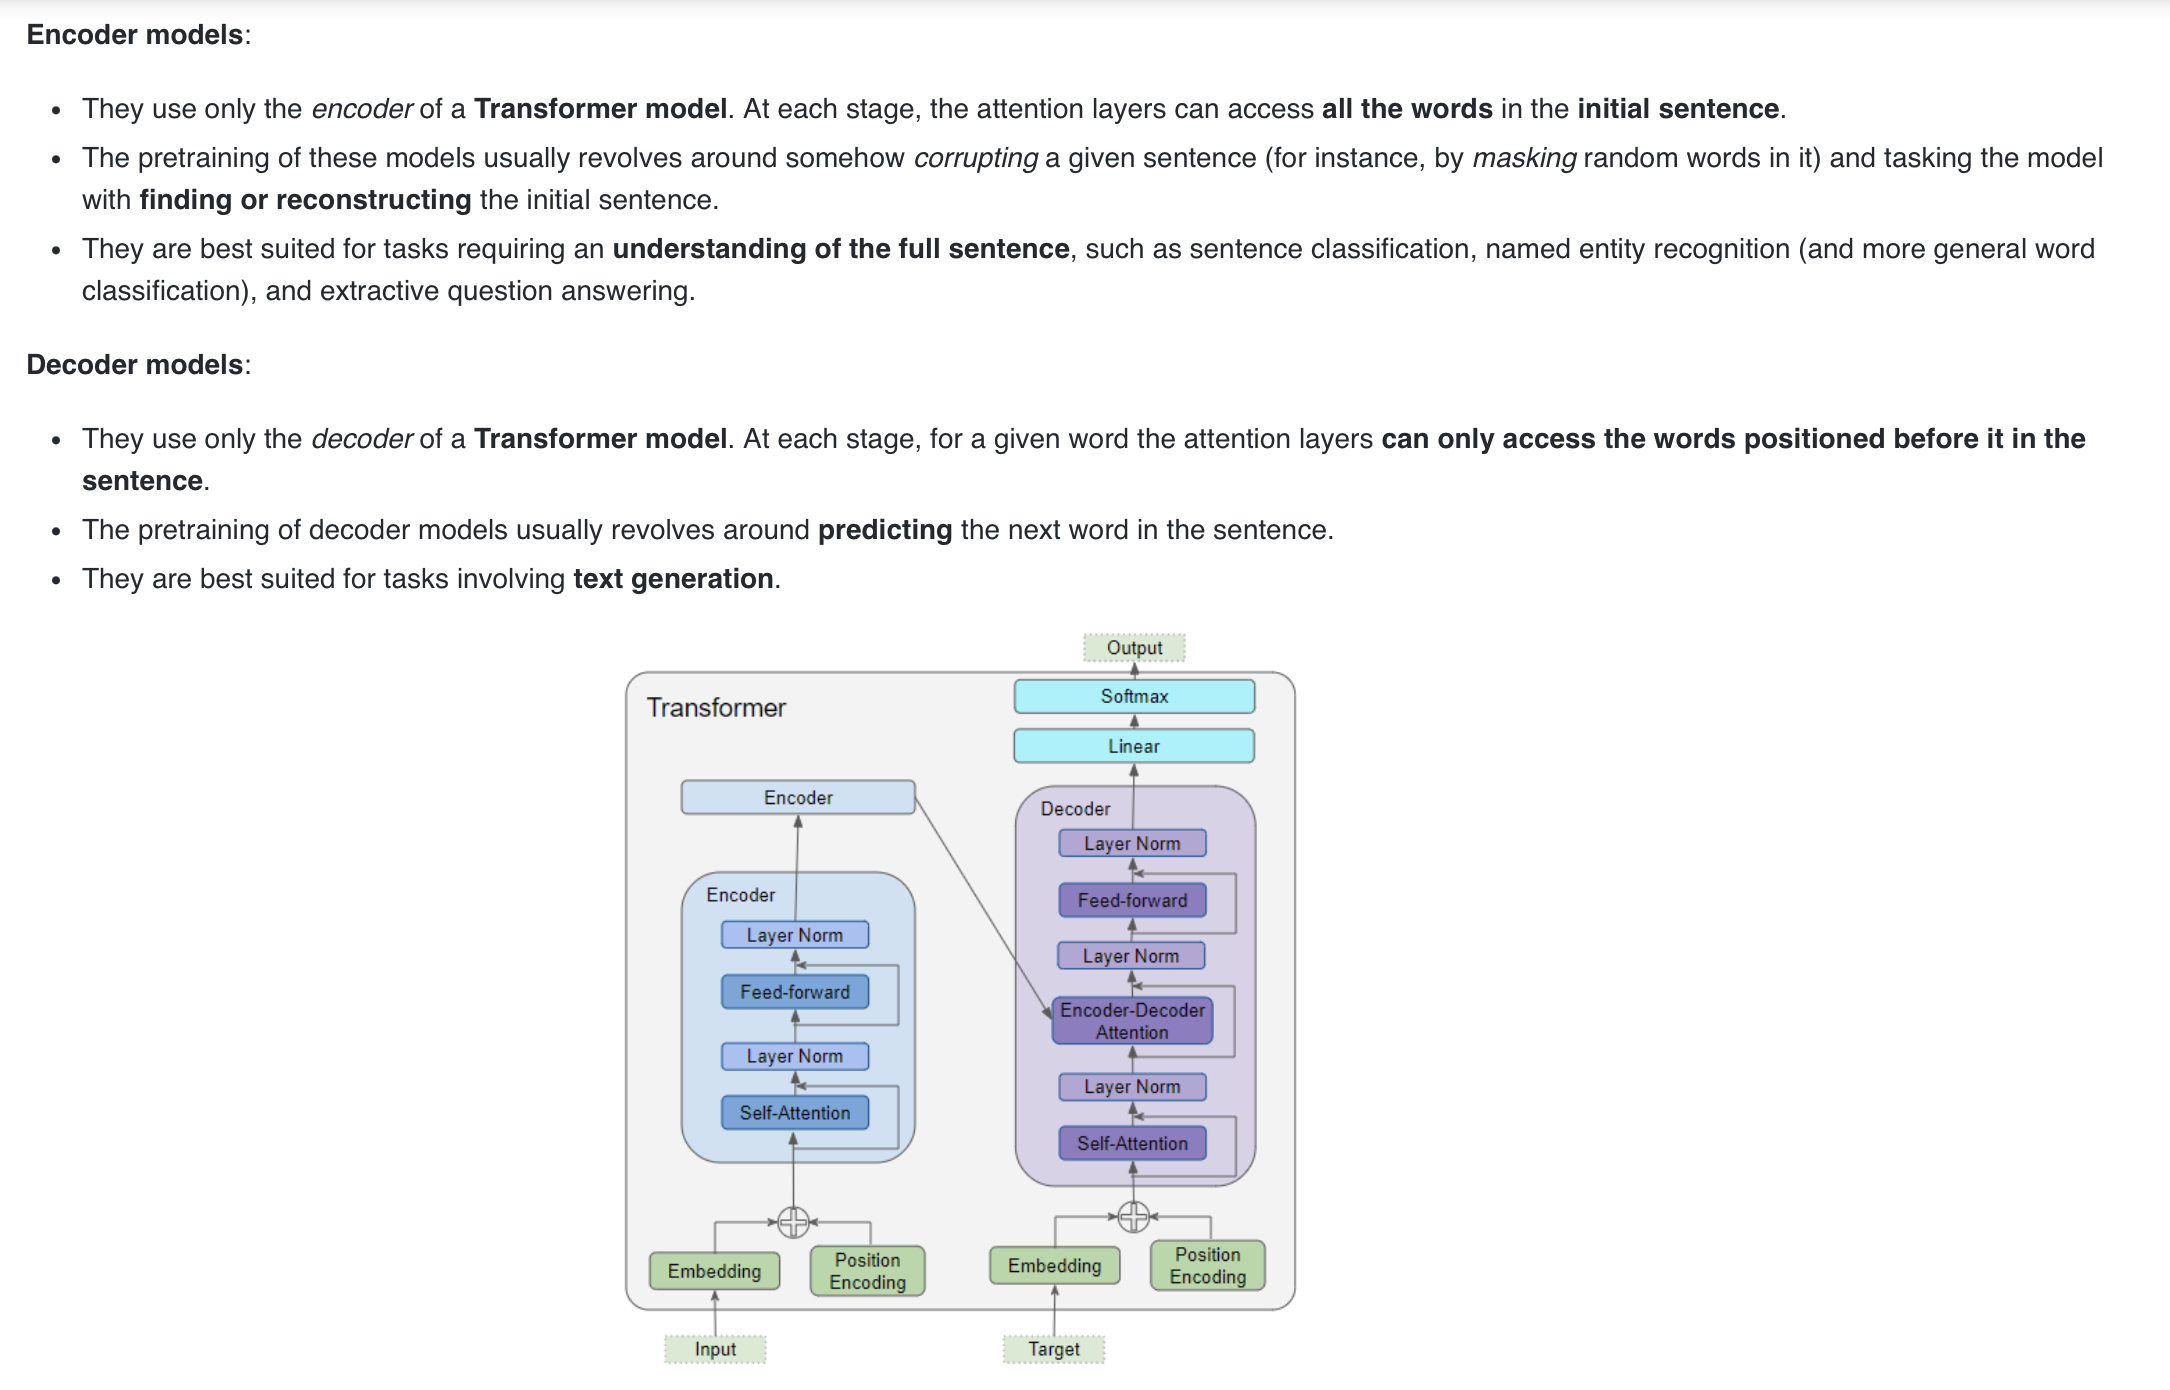 Encoder models:
They use only the encoder of a Transformer model. At each stage, the attention layers can access all the words in the initial sentence.
The pretraining of these models usually revolves around somehow corrupting a given sentence (for instance, by masking random words in it) and tasking the model
with finding or reconstructing the initial sentence.
They are best suited for tasks requiring an understanding of the full sentence, such as sentence classification, named entity recognition (and more general word
classification), and extractive question answering.
Decoder models:
They use only the decoder of a Transformer model. At each stage, for a given word the attention layers can only access the words positioned before it in the
sentence.
The pretraining of decoder models usually revolves around predicting the next word in the sentence.
They are best suited for tasks involving text generation.
Output
Transformer
Softmax
Linear
Encoder
Encoder
Layer Norm
Feed-forward
Layer Norm
Self-Attention
Embedding
Position
Encoding
Input
Decoder
Layer Norm
Feed-forward
Layer Norm
Encoder-Decoder
Attention
Layer Norm
Self-Attention
Embedding
Position
Encoding
Target